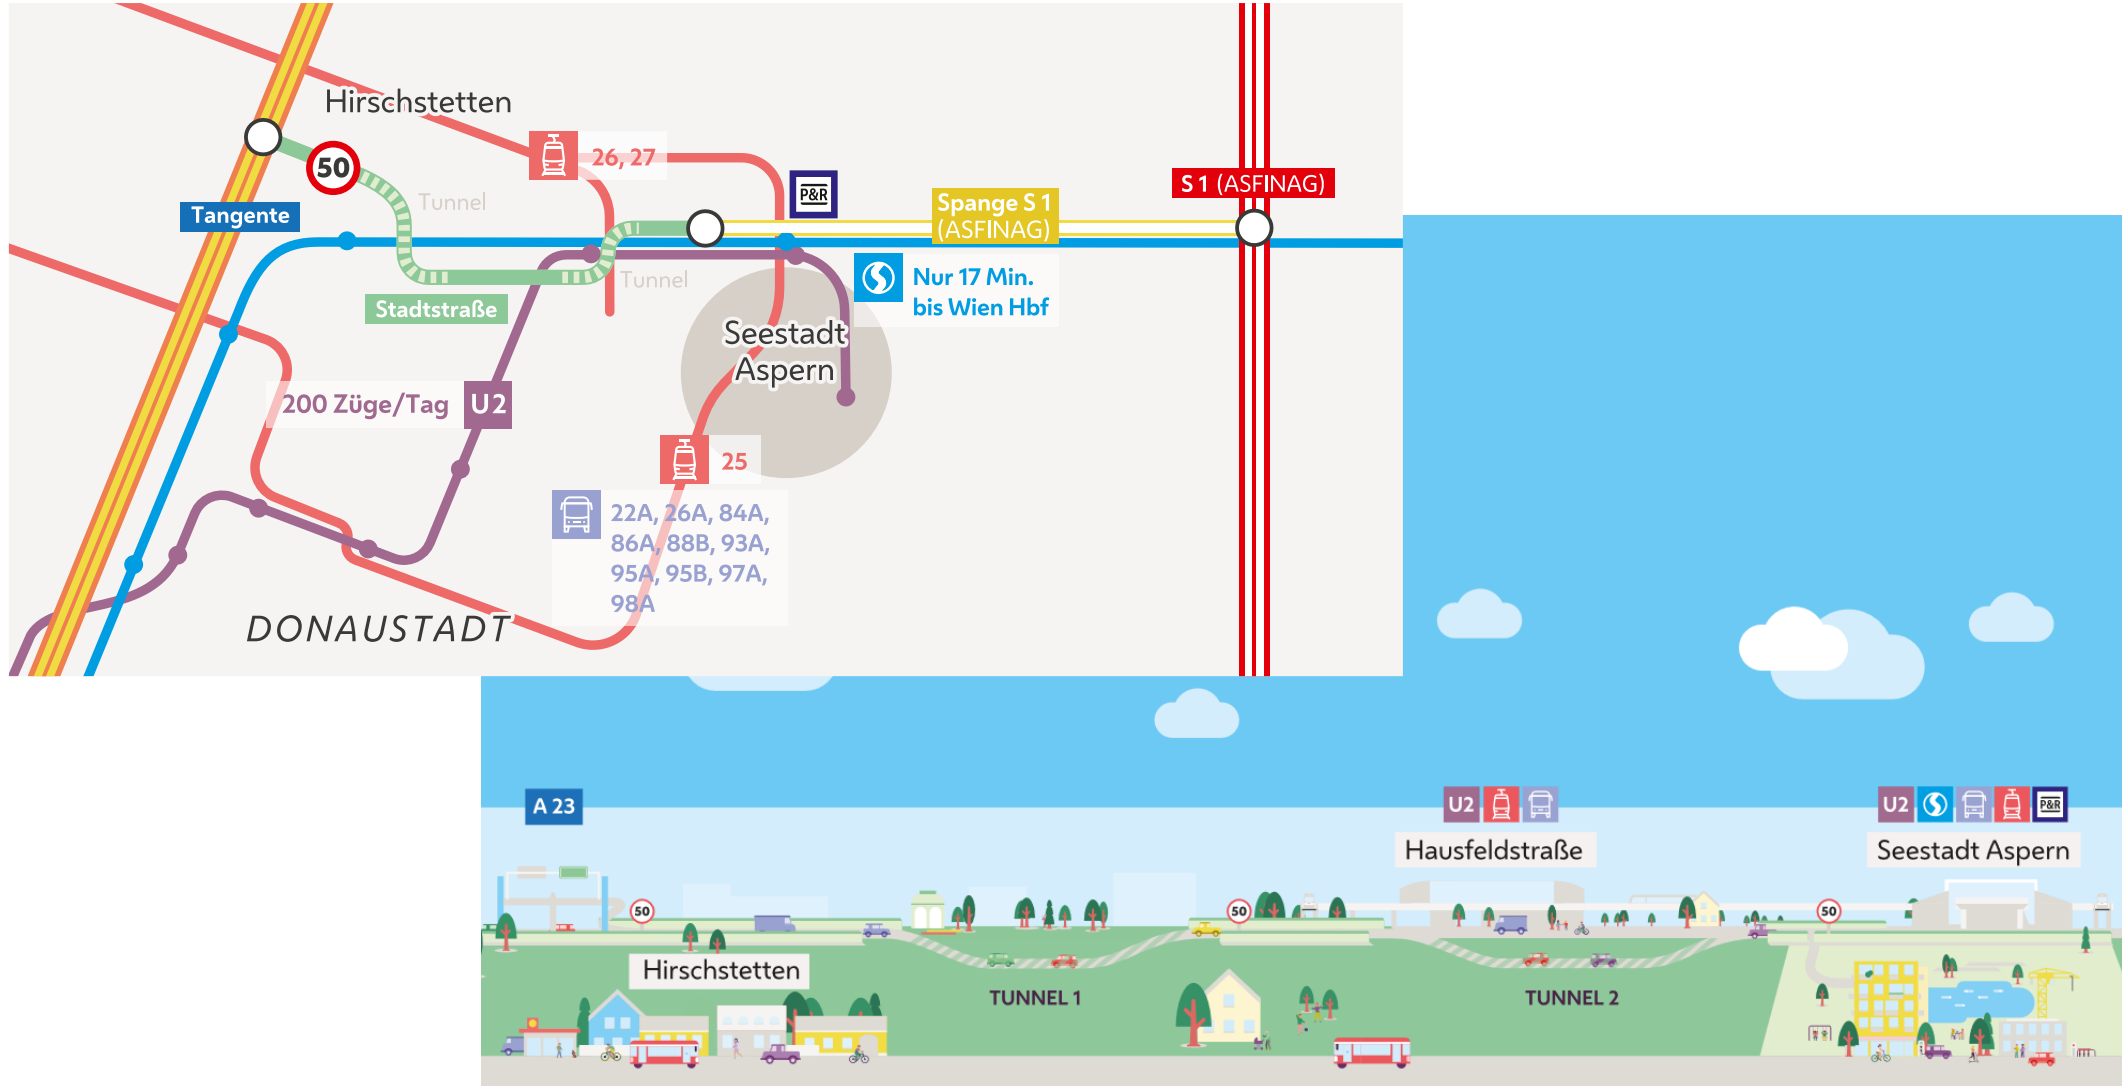 Hirschstetten
50
26, 27
Tunnel
P&R
Tangente
Spange S 1
(ASFINAG)
S 1 (ASFINAG)
Tunnel
Nur 17 Min.
bis Wien Hbf
Stadtstraße
Seestadt
Aspern
200 Züge/Tag U2
25
22A, 26A, 84A,
86A, 88B, 93A,
95A, 95B, 97A,
98A
DONAUSTADT
A 23
U2
Hausfeldstraße
U2 P&R
Seestadt Aspern
50
50
50
Hirschstetten
TUNNEL 1
TUNNEL 2